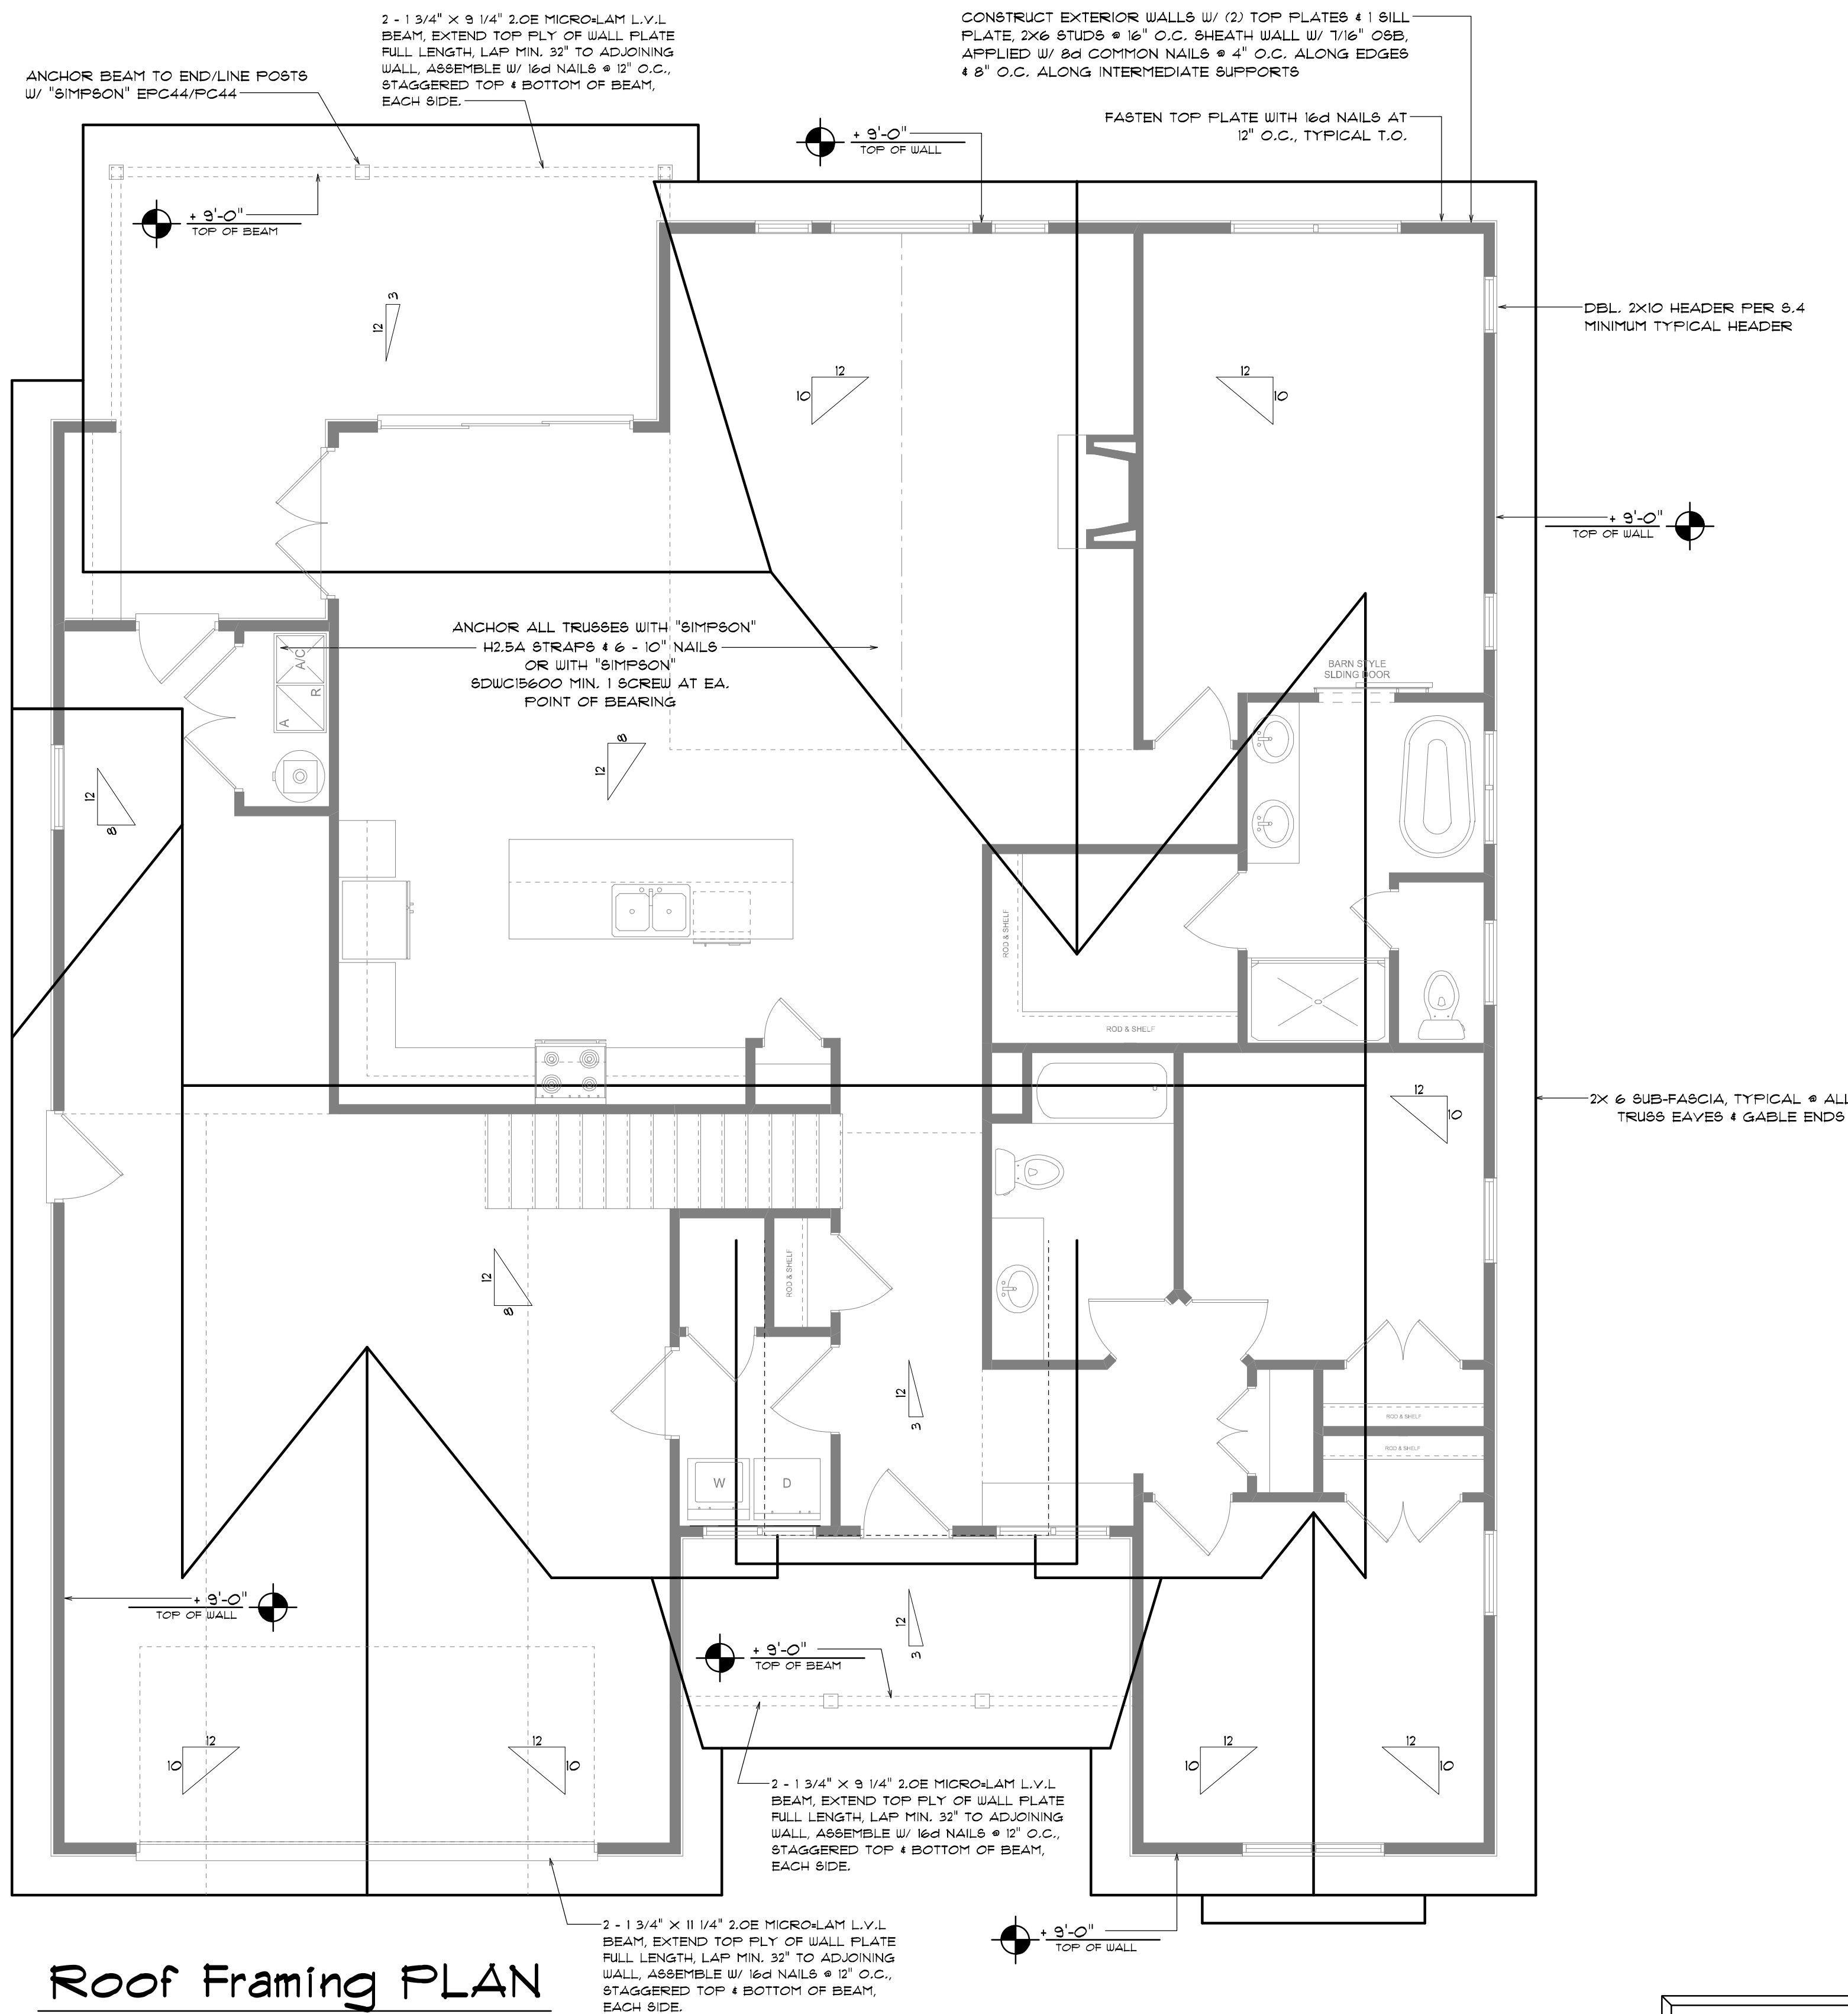 2 - 1 3/4" X 9 1/4" 2.0E MICRO=LAM L.V.L
BEAM, EXTEND TOP PLY OF WALL PLATE
FULL LENGTH, LAP MIN. 32" TO ADJOINING
WALL, ASSEMBLE W/ 16d NAILS @ 12" O.C.,
STAGGERED TOP & BOTTOM OF BEAM,
EACH SIDE.
CONSTRUCT EXTERIOR WALLS W/ (2) TOP PLATES & 1 SILL
PLATE, 2X6 STUDS @ 16" O.C. SHEATH WALL W/ 7/16" OSB,
APPLIED W/ 8d COMMON NAILS @ 4" O.C. ALONG EDGES
& 8" O.C. ALONG INTERMEDIATE SUPPORTS
ANCHOR BEAM TO END/LINE POSTS
W/ "SIMPSON" EPC44/PC44
FASTEN TOP PLATE WITH 16d NAILS AT
12" O.C., TYPICAL T.O.
+ 9'-0"
TOP OF WALL
+ 9'-0"
TOP OF BEAM
3
12
DBL. 2X10 HEADER PER S.4
MINIMUM TYPICAL HEADER
12
10
12
10
+ 9'-0"
TOP OF WALL
ANCHOR ALL TRUSSES WITH "SIMPSON"
H2.5A STRAPS & 6 - 10" NAILS
OR WITH "SIMPSON"
SDWC15600 MIN. 1 SCREW AT EA.
POINT OF BEARING
A/C
R
A
BARN STYLE
SLDING DOOR
8
12
12
8
ROD & SHELF
ROD & SHELF
12
10
2X 6 SUB-FASCIA, TYPICAL @ ALL
TRUSS EAVES & GABLE ENDS
12
8
ROD & SHELF
12
3
ROD & SHELF
ROD & SHELF
W
D
+ 9'-0"
TOP OF WALL
12
3
+ 9'-0"
TOP OF BEAM
12
10
12
10
12
10
12
10
2 - 1 3/4" X 9 1/4" 2.0E MICRO=LAM L.V.L
BEAM, EXTEND TOP PLY OF WALL PLATE
FULL LENGTH, LAP MIN. 32" TO ADJOINING
WALL, ASSEMBLE W/ 16d NAILS @ 12" O.C.,
STAGGERED TOP & BOTTOM OF BEAM,
EACH SIDE.
2 - 1 3/4" X 11 1/4" 2.0E MICRO=LAM L.V.L
BEAM, EXTEND TOP PLY OF WALL PLATE
FULL LENGTH, LAP MIN. 32" TO ADJOINING
WALL, ASSEMBLE W/ 16d NAILS @ 12" O.C.,
STAGGERED TOP & BOTTOM OF BEAM,
EACH SIDE.
+ 9'-0"
TOP OF WALL
Roof Framing PLAN